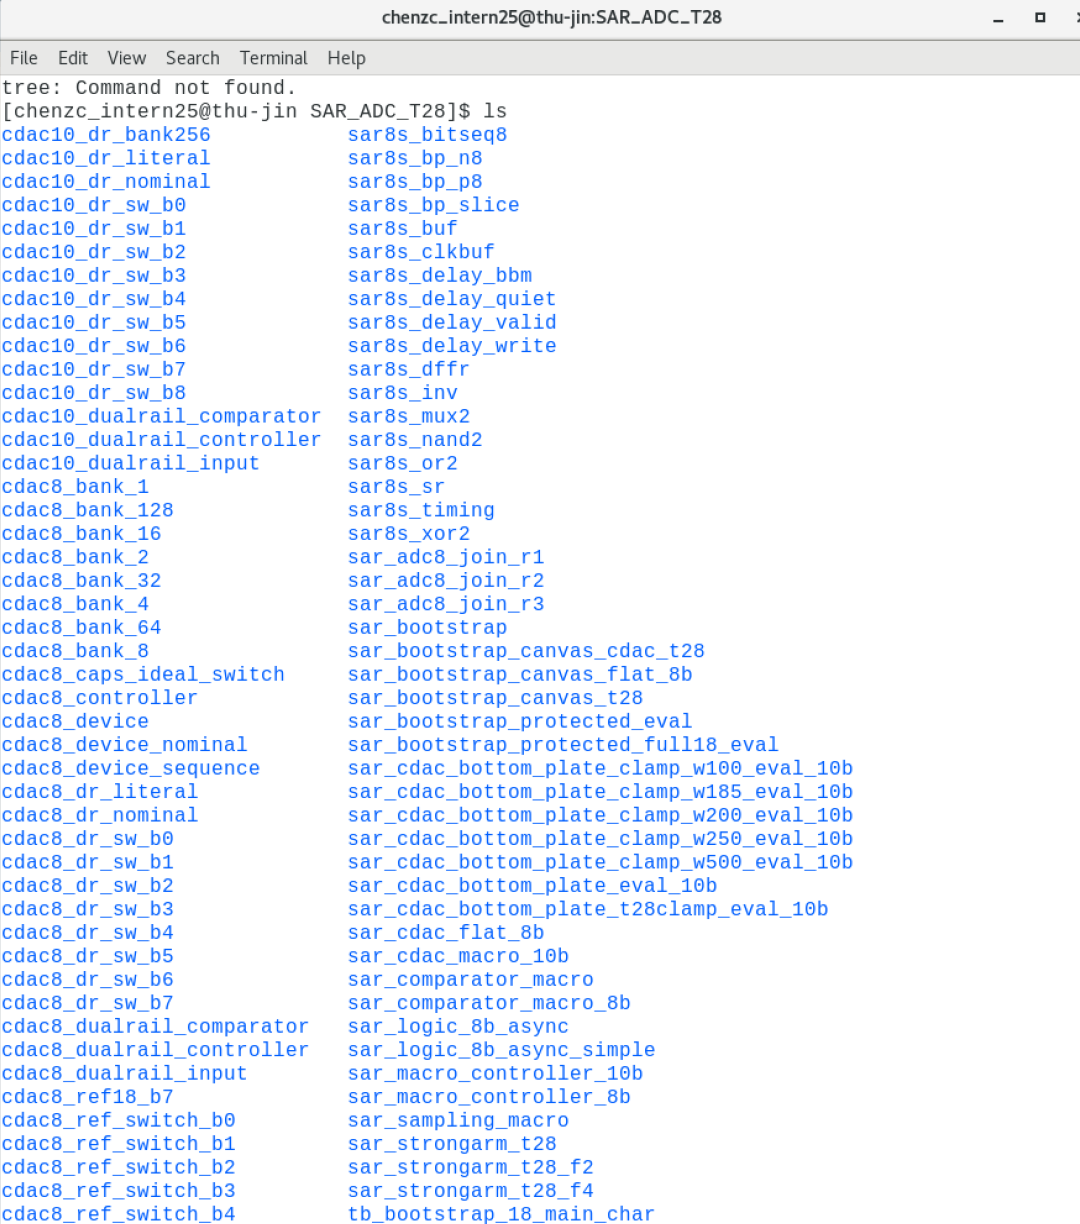 chenzc_intern25@thu-jin:SAR_ADC_T28
File Edit View Search Terminal Help
tree: Command not found.
[chenzc_intern25@thu-jin SAR_ADC_T28]$ ls
cdac10_dr_bank256 sar8s_bitseq8
cdac10_dr_literal sar8s_bp_n8
cdac10_dr_nominal sar8s_bp_p8
cdac10_dr_sw_b0 sar8s_bp_slice
cdac10_dr_sw_b1 sar8s_buf
cdac10_dr_sw_b2 sar8s_clkbuf
cdac10_dr_sw_b3 sar8s_delay_bbm
cdac10_dr_sw_b4 sar8s_delay_quiet
cdac10_dr_sw_b5 sar8s_delay_valid
cdac10_dr_sw_b6 sar8s_delay_write
cdac10_dr_sw_b7 sar8s_dffr
cdac10_dr_sw_b8 sar8s_inv
cdac10_dualrail_comparator sar8s_mux2
cdac10_dualrail_controller sar8s_nand2
cdac10_dualrail_input sar8s_or2
cdac8_bank_1 sar8s_sr
cdac8_bank_128 sar8s_timing
cdac8_bank_16 sar8s_xor2
cdac8_bank_2 sar_adc8_join_r1
cdac8_bank_32 sar_adc8_join_r2
cdac8_bank_4 sar_adc8_join_r3
cdac8_bank_64 sar_bootstrap
cdac8_bank_8 sar_bootstrap_canvas_cdac_t28
cdac8_caps_ideal_switch sar_bootstrap_canvas_flat_8b
cdac8_controller sar_bootstrap_canvas_t28
cdac8_device sar_bootstrap_protected_eval
cdac8_device_nominal sar_bootstrap_protected_full18_eval
cdac8_device_sequence sar_cdac_bottom_plate_clamp_w100_eval_10b
cdac8_dr_literal sar_cdac_bottom_plate_clamp_w185_eval_10b
cdac8_dr_nominal sar_cdac_bottom_plate_clamp_w200_eval_10b
cdac8_dr_sw_b0 sar_cdac_bottom_plate_clamp_w250_eval_10b
cdac8_dr_sw_b1 sar_cdac_bottom_plate_clamp_w500_eval_10b
cdac8_dr_sw_b2 sar_cdac_bottom_plate_eval_10b
cdac8_dr_sw_b3 sar_cdac_bottom_plate_t28clamp_eval_10b
cdac8_dr_sw_b4 sar_cdac_flat_8b
cdac8_dr_sw_b5 sar_cdac_macro_10b
cdac8_dr_sw_b6 sar_comparator_macro
cdac8_dr_sw_b7 sar_comparator_macro_8b
cdac8_dualrail_comparator sar_logic_8b_async
cdac8_dualrail_controller sar_logic_8b_async_simple
cdac8_dualrail_input sar_macro_controller_10b
cdac8_ref18_b7 sar_macro_controller_8b
cdac8_ref_switch_b0 sar_sampling_macro
cdac8_ref_switch_b1 sar_strongarm_t28
cdac8_ref_switch_b2 sar_strongarm_t28_f2
cdac8_ref_switch_b3 sar_strongarm_t28_f4
cdac8_ref_switch_b4 tb_bootstrap_18_main_char